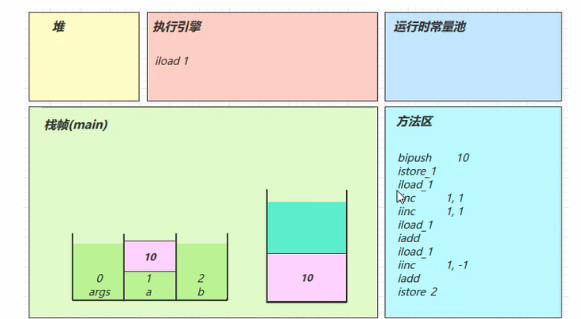 堆
执行引擎
iload 1
运行时常量池
栈帧(main)
10
0 1 2
args a b
10
方法区
bipush 10
istore_1
iload_1
iinc 1, 1
iinc 1, 1
iload_1
iadd
iload_1
iinc 1, -1
iadd
istore 2